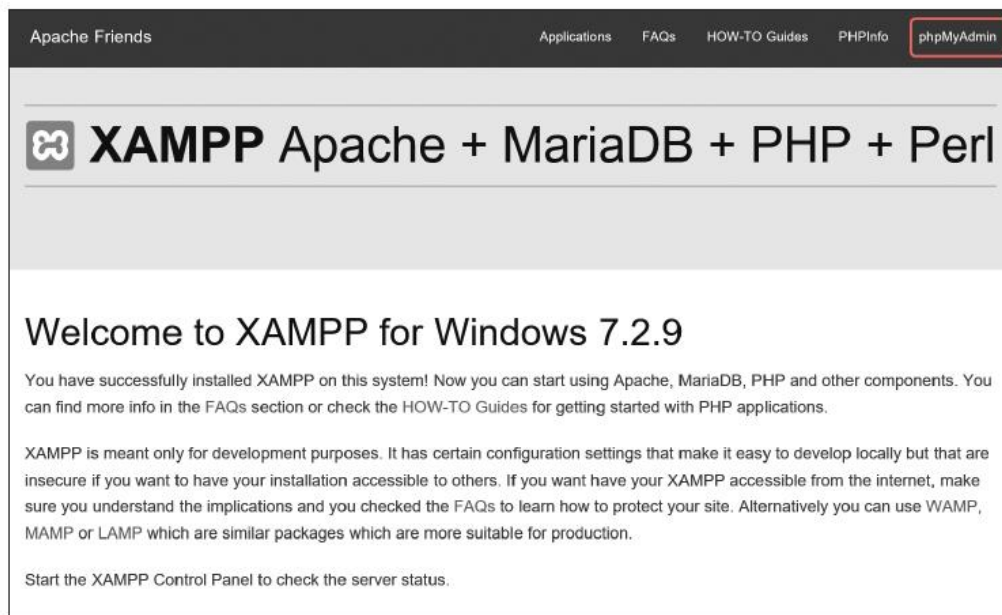 Apache Friends
Applications FAQs HOW-TO Guides PHPInfo phpMyAdmin
XAMPP Apache + MariaDB + PHP + Perl
Welcome to XAMPP for Windows 7.2.9
You have successfully installed XAMPP on this system! Now you can start using Apache, MariaDB, PHP and other components. You
can find more info in the FAQs section or check the HOW-TO Guides for getting started with PHP applications.
XAMPP is meant only for development purposes. It has certain configuration settings that make it easy to develop locally but that are
insecure if you want to have your installation accessible to others. If you want have your XAMPP accessible from the internet, make
sure you understand the implications and you checked the FAQs to learn how to protect your site. Alternatively you can use WAMP,
MAMP or LAMP which are similar packages which are more suitable for production.
Start the XAMPP Control Panel to check the server status.